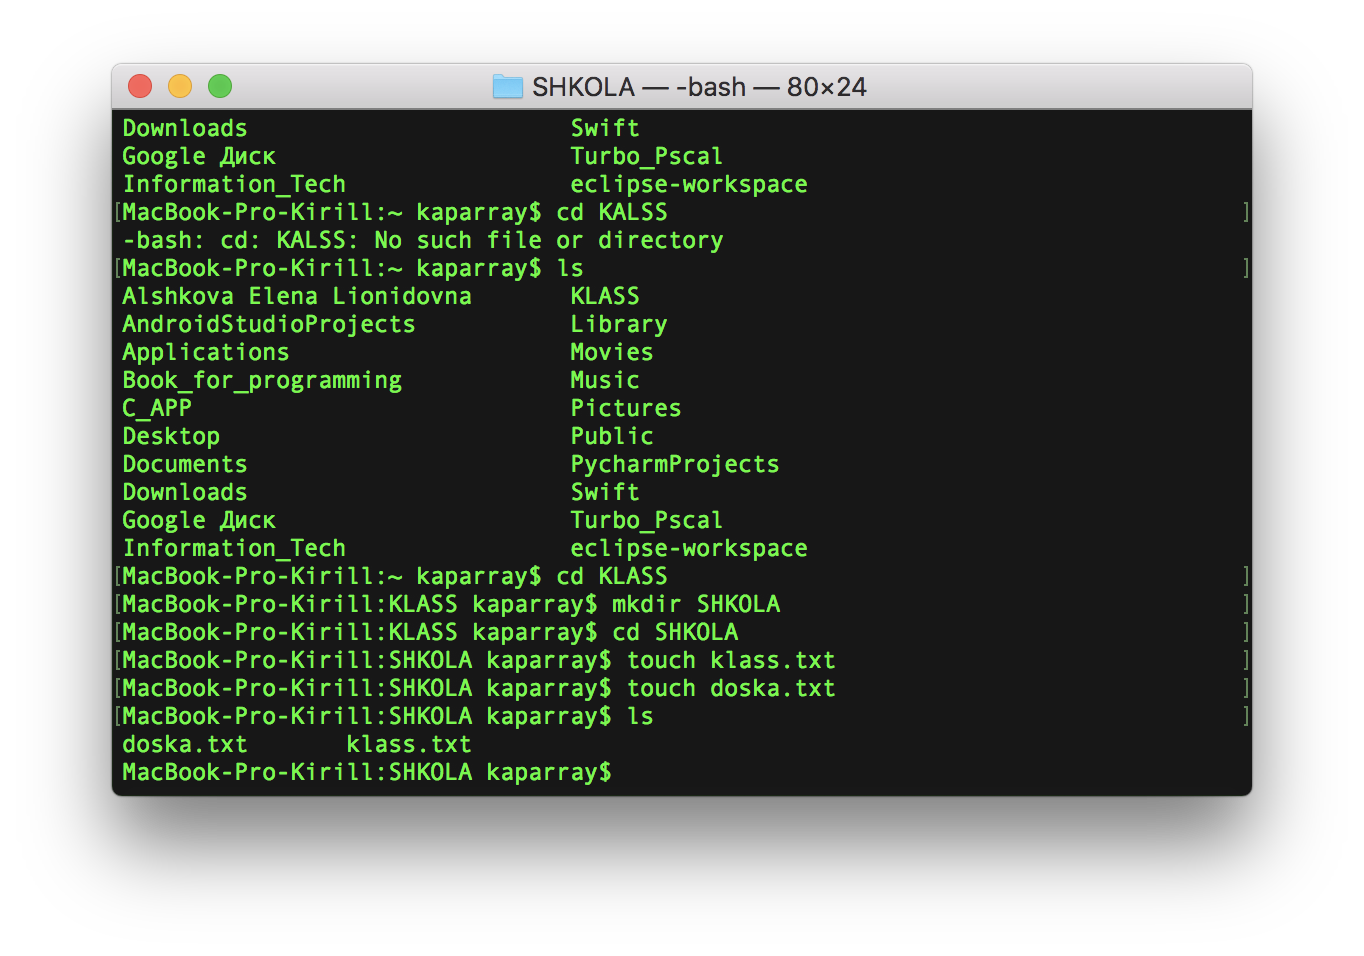 SHKOLA — -bash — 80×24
Downloads Swift
Google Диск Turbo_Pscal
Information_Tech eclipse-workspace
[MacBook-Pro-Kirill:~ kaparray$ cd KALSS ]
-bash: cd: KALSS: No such file or directory
[MacBook-Pro-Kirill:~ kaparray$ ls ]
Alshkova Elena Lionidovna KLASS
AndroidStudioProjects Library
Applications Movies
Book_for_programming Music
C_APP Pictures
Desktop Public
Documents PycharmProjects
Downloads Swift
Google Диск Turbo_Pscal
Information_Tech eclipse-workspace
[MacBook-Pro-Kirill:~ kaparray$ cd KLASS ]
[MacBook-Pro-Kirill:KLASS kaparray$ mkdir SHKOLA ]
[MacBook-Pro-Kirill:KLASS kaparray$ cd SHKOLA ]
[MacBook-Pro-Kirill:SHKOLA kaparray$ touch klass.txt ]
[MacBook-Pro-Kirill:SHKOLA kaparray$ touch doska.txt ]
[MacBook-Pro-Kirill:SHKOLA kaparray$ ls ]
doska.txt klass.txt
MacBook-Pro-Kirill:SHKOLA kaparray$